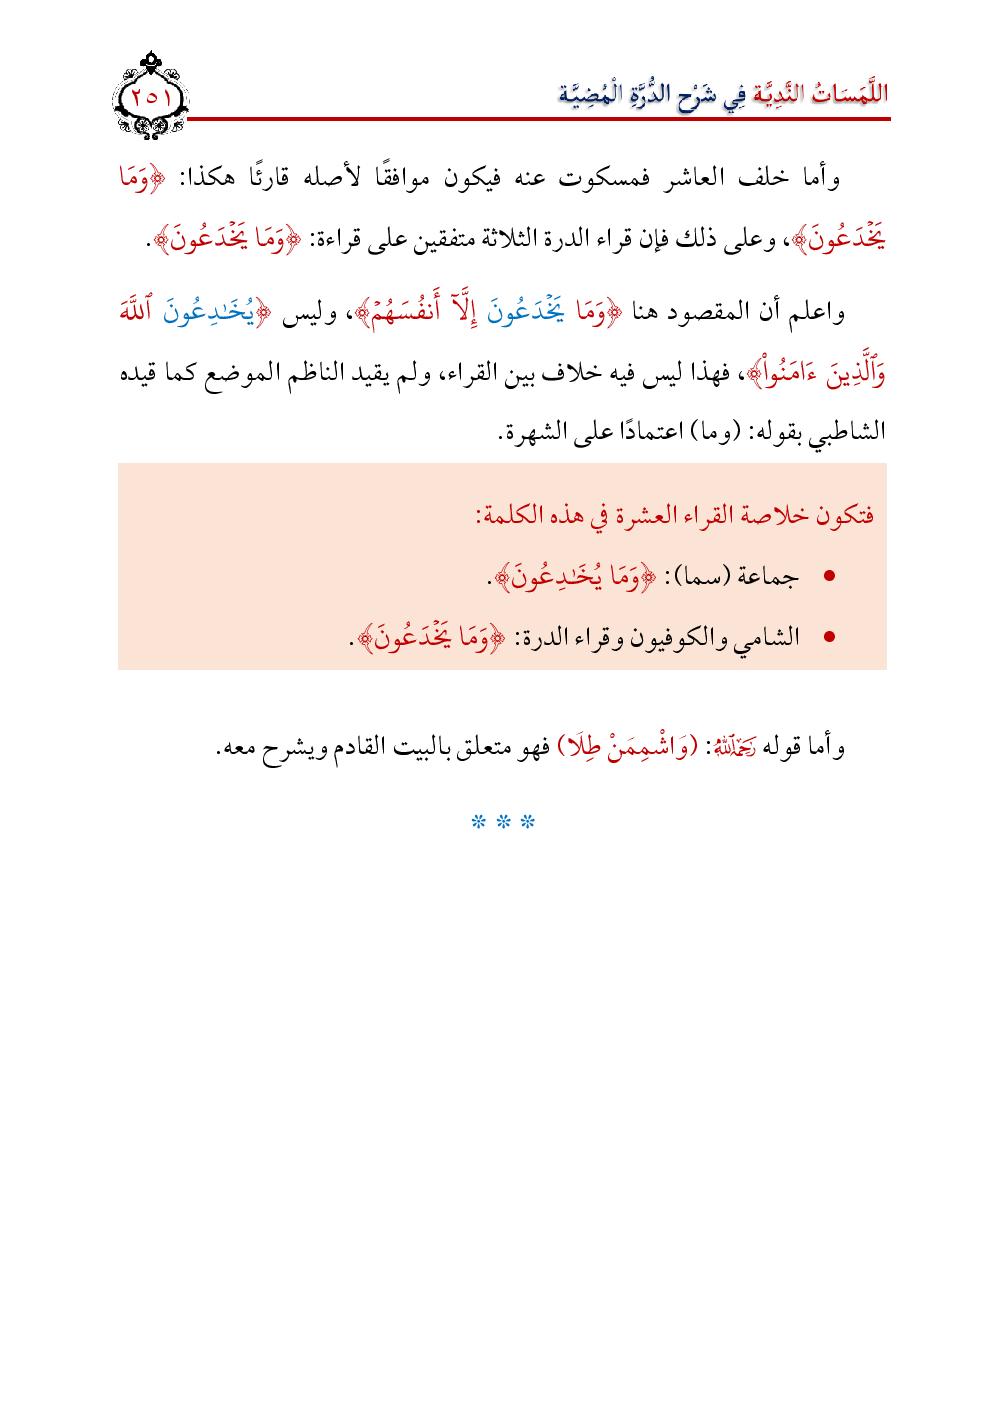 اللَّمَسَاتُ النَّدِيَّة فِي شَرْح الدُّرَّةِ الْمُضِيَّة
٢٥١
وأما خلف العاشر فمسكوت عنه فيكون موافقًا لأصله قارئًا هكذا: ﴿وَمَا
يَخۡدَعُونَ﴾، وعلى ذلك فإن قراء الدرة الثلاثة متفقين على قراءة: ﴿وَمَا يَخۡدَعُونَ﴾.
واعلم أن المقصود هنا ﴿وَمَا يَخۡدَعُونَ إِلَّآ أَنفُسَهُمۡ﴾، وليس ﴿يُخَٰدِعُونَ ٱللَّهَ
وَٱلَّذِينَ ءَامَنُواْ﴾، فهذا ليس فيه خلاف بين القراء، ولم يقيد الناظم الموضع كما قيده
الشاطبي بقوله: (وما) اعتمادًا على الشهرة.
فتكون خلاصة القراء العشرة في هذه الكلمة:
• جماعة (سما): ﴿وَمَا يُخَٰدِعُونَ﴾.
• الشامي والكوفيون وقراء الدرة: ﴿وَمَا يَخۡدَعُونَ﴾.
وأما قوله رَحِمَهُ ٱللَّهُ: (وَاشْمِمَنْ طِلَا) فهو متعلق بالبيت القادم ويشرح معه.
* * *